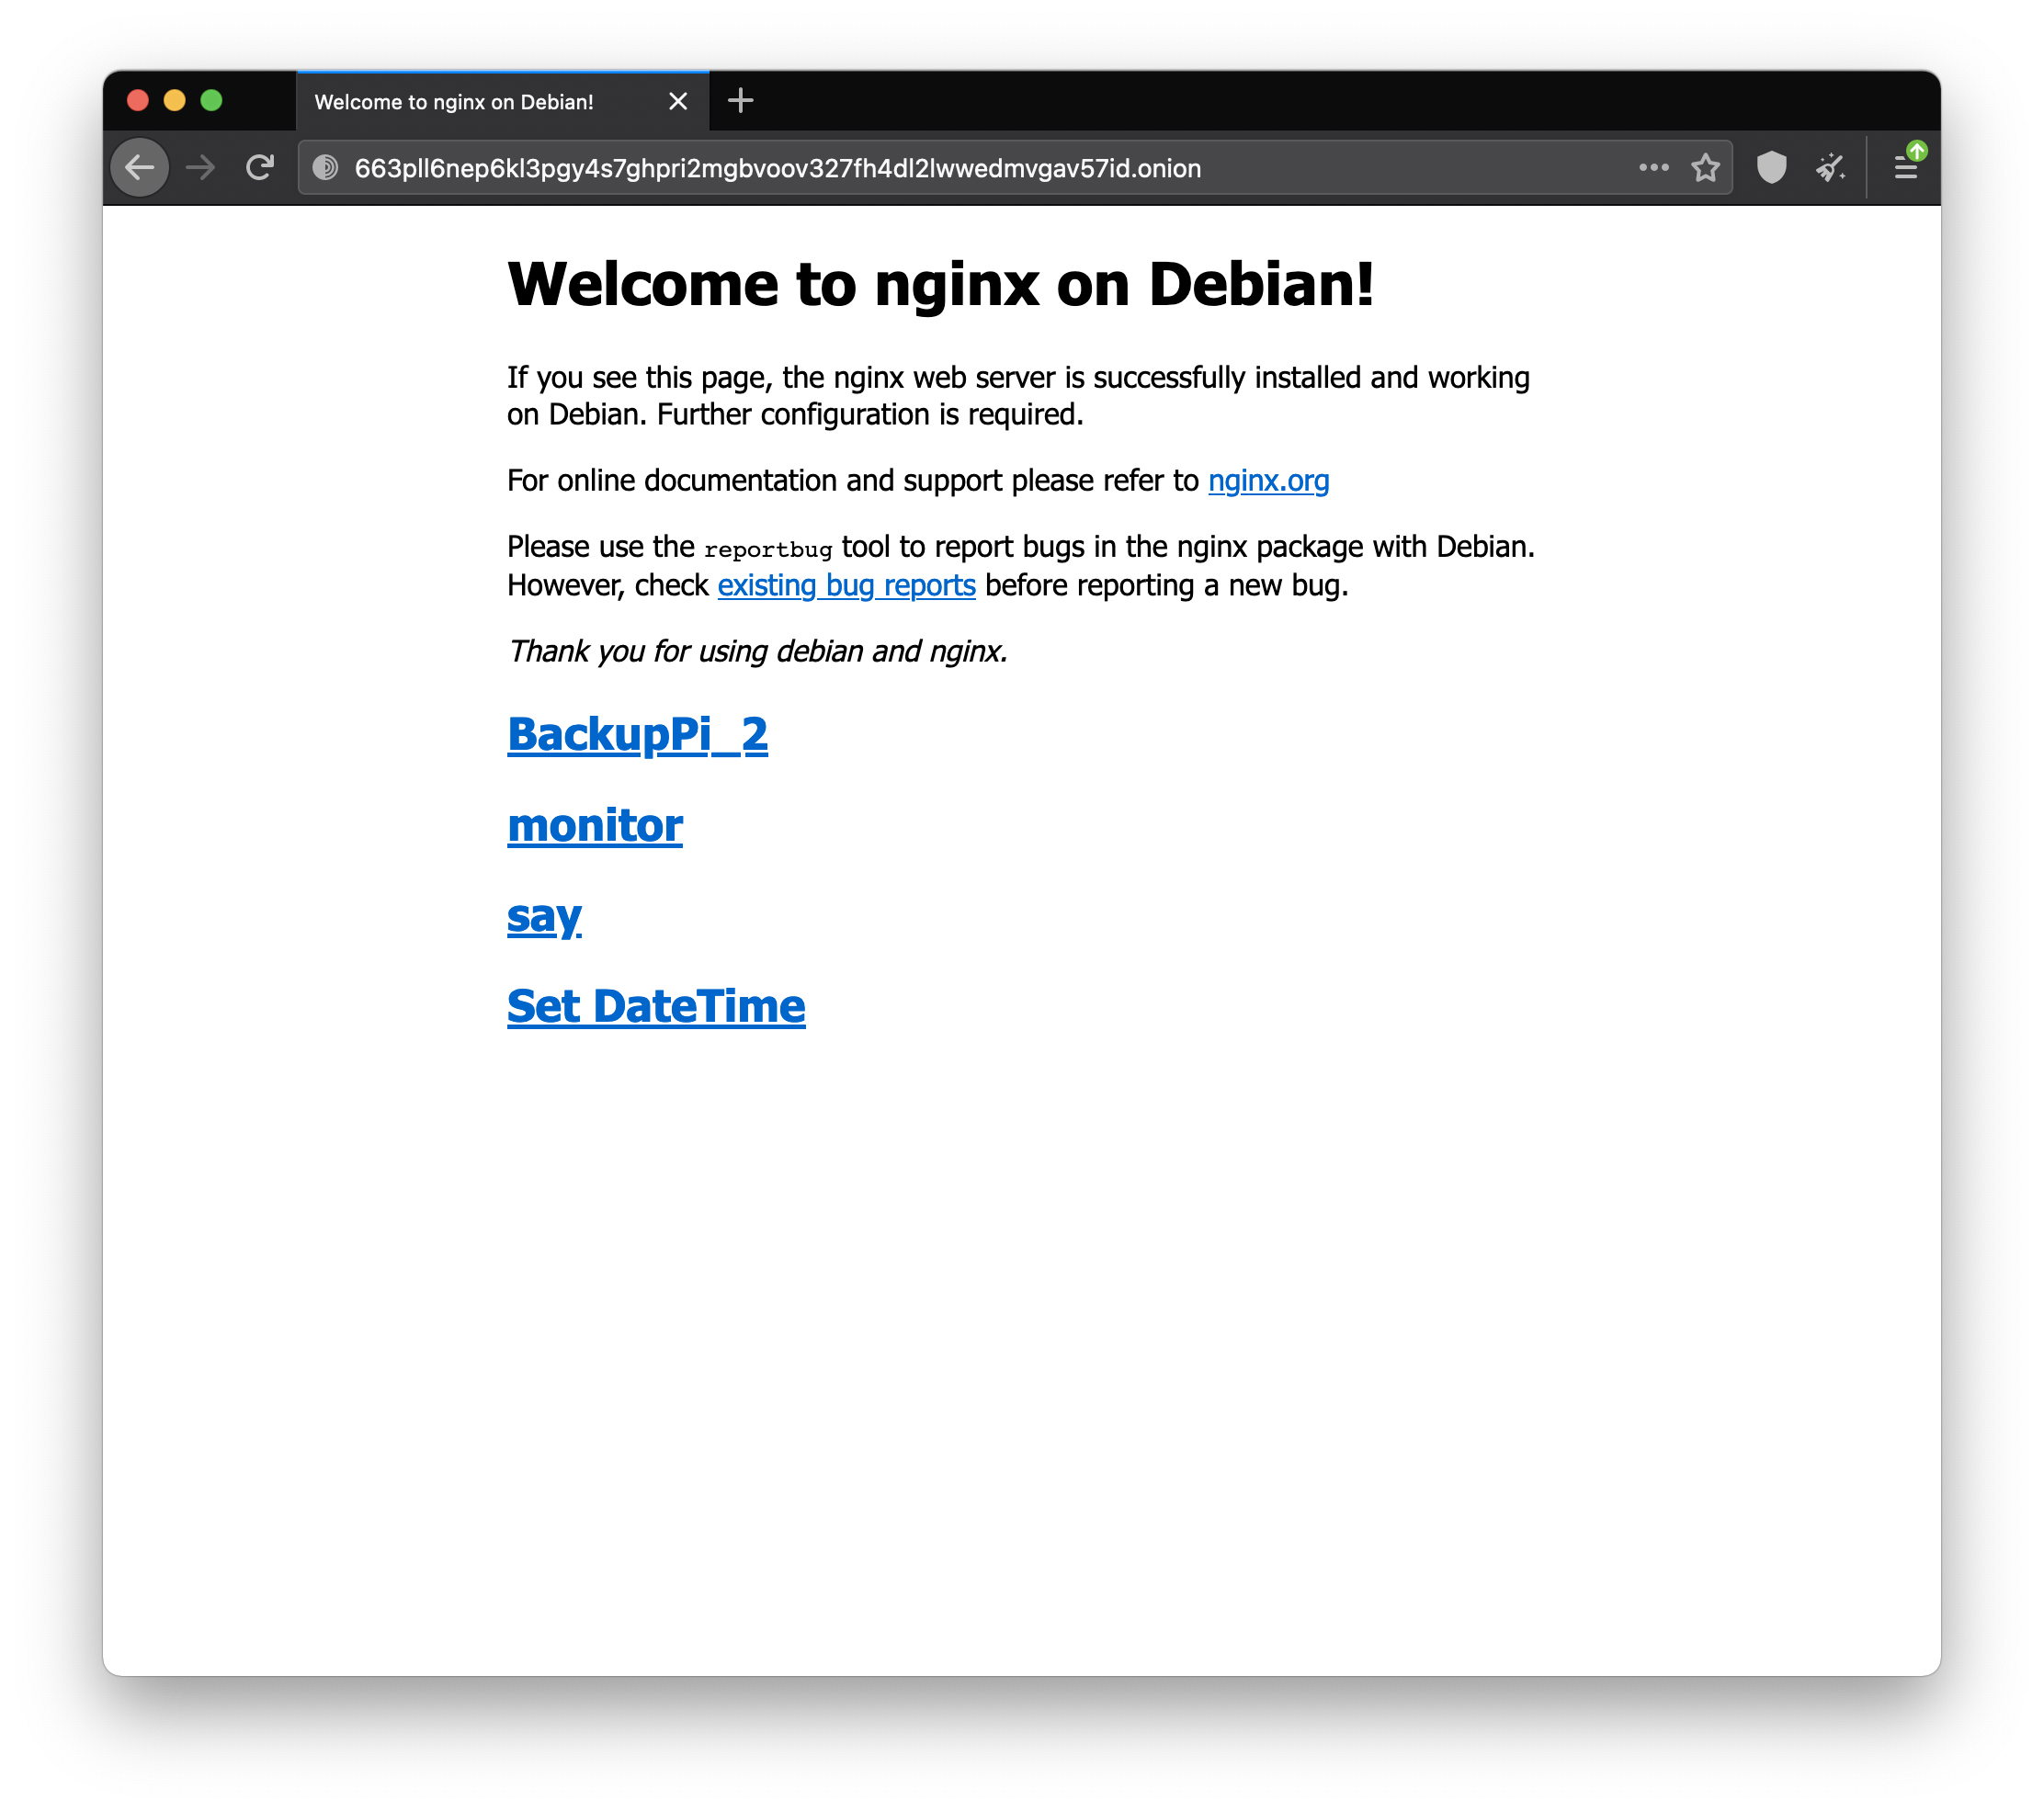 Welcome to nginx on Debian!
663pll6nep6kl3pgy4s7ghpri2mgbvoov327fh4dl2lwwedmvgav57id.onion
Welcome to nginx on Debian!
If you see this page, the nginx web server is successfully installed and working
on Debian. Further configuration is required.
For online documentation and support please refer to nginx.org
Please use the reportbug tool to report bugs in the nginx package with Debian.
However, check existing bug reports before reporting a new bug.
Thank you for using debian and nginx.
BackupPi_2
monitor
say
Set DateTime